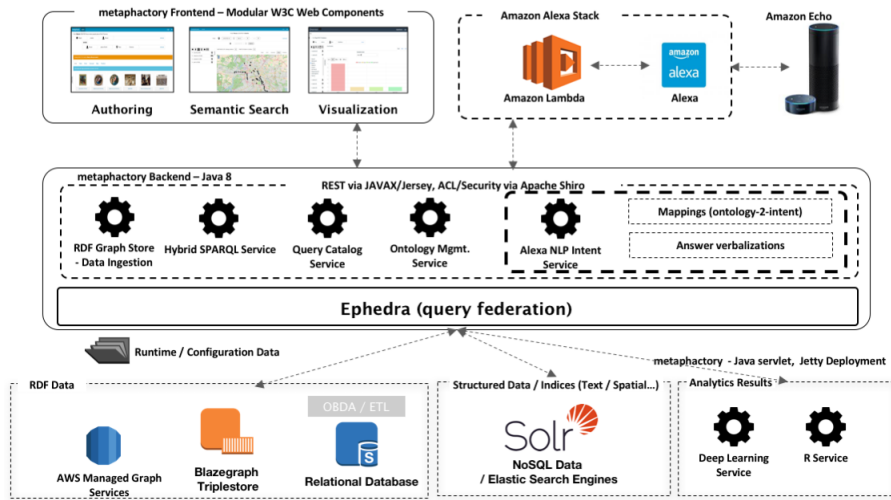 metaphactory Frontend – Modular W3C Web Components
Authoring
Semantic Search
Visualization
Amazon Alexa Stack
Amazon Lambda
amazon
alexa
Alexa
Amazon Echo
metaphactory Backend – Java 8
REST via JAVAX/Jersey, ACL/Security via Apache Shiro
RDF Graph Store
- Data Ingestion
Hybrid SPARQL Service
Query Catalog
Service
Ontology Mgmt.
Service
Alexa NLP Intent
Service
Mappings (ontology-2-intent)
Answer verbalizations
Ephedra (query federation)
Runtime / Configuration Data
metaphactory - Java servlet, Jetty Deployment
RDF Data
AWS Managed Graph
Services
Blazegraph
Triplestore
OBDA / ETL
S
Relational Database
Structured Data / Indices (Text / Spatial...)
Solr
NoSQL Data
/ Elastic Search Engines
Analytics Results
Deep Learning
Service
R Service